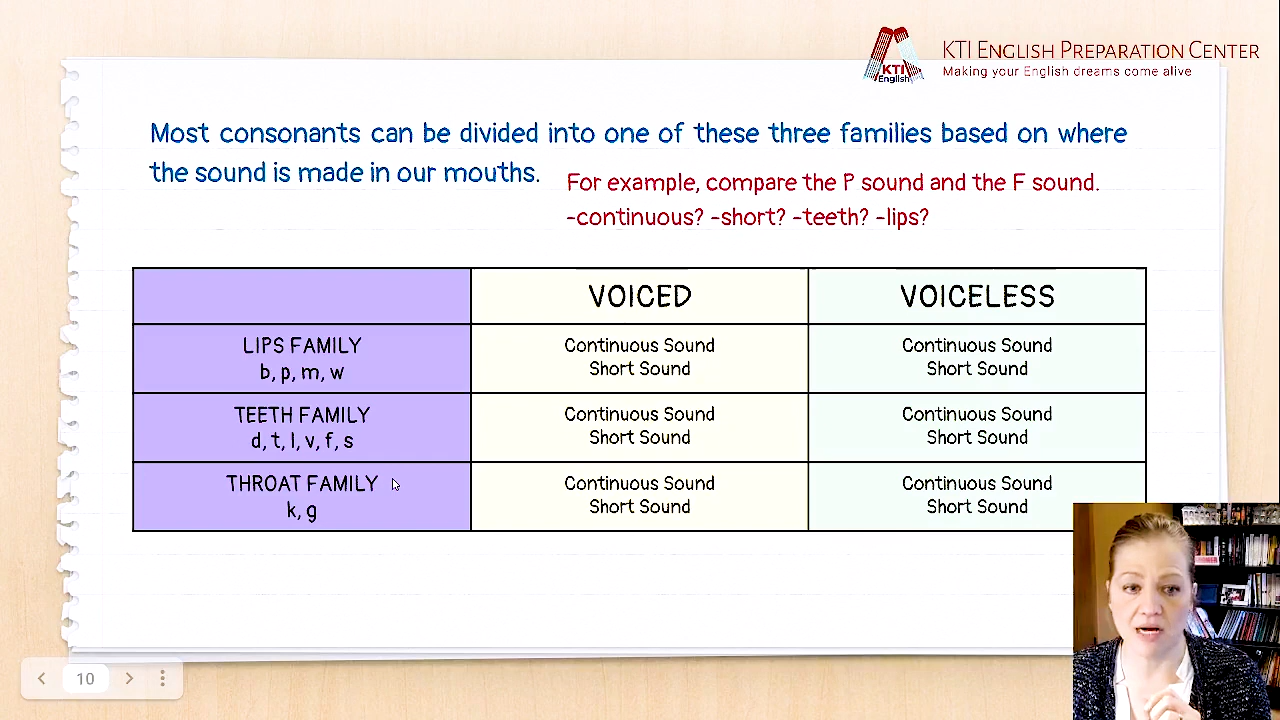 KTI
English
KTI ENGLISH PREPARATION CENTER
Making your English dreams come alive
Most consonants can be divided into one of these three families based on where
the sound is made in our mouths.
For example, compare the P sound and the F sound.
-continuous? -short? -teeth? -lips?
VOICED
VOICELESS
LIPS FAMILY
b, p, m, w
Continuous Sound
Short Sound
Continuous Sound
Short Sound
TEETH FAMILY
d, t, l, v, f, s
Continuous Sound
Short Sound
Continuous Sound
Short Sound
THROAT FAMILY
k, g
Continuous Sound
Short Sound
Continuous Sound
Short Sound
10